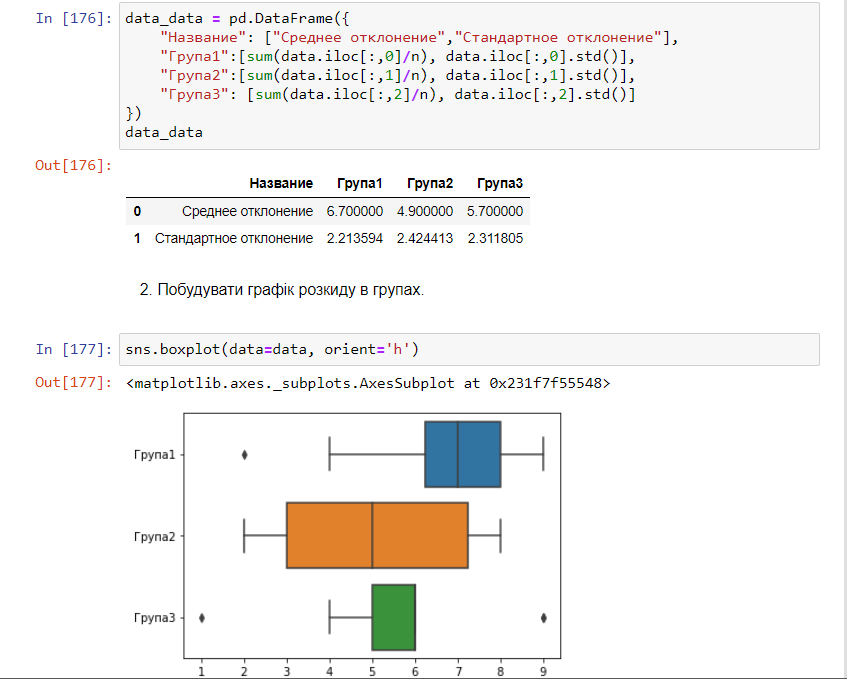 In [176]: data_data = pd.DataFrame({
"Название": ["Среднее отклонение","Стандартное отклонение"],
"Група1":[sum(data.iloc[:,0]/n), data.iloc[:,0].std()],
"Група2":[sum(data.iloc[:,1]/n), data.iloc[:,1].std()],
"Група3": [sum(data.iloc[:,2]/n), data.iloc[:,2].std()]
})
data_data
Out[176]:
Название Група1 Група2 Група3
0 Среднее отклонение 6.700000 4.900000 5.700000
1 Стандартное отклонение 2.213594 2.424413 2.311805
2. Побудувати графік розкиду в групах.
In [177]: sns.boxplot(data=data, orient='h')
Out[177]: <matplotlib.axes._subplots.AxesSubplot at 0x231f7f55548>
Група1
Група2
Група3
1 2 3 4 5 6 7 8 9